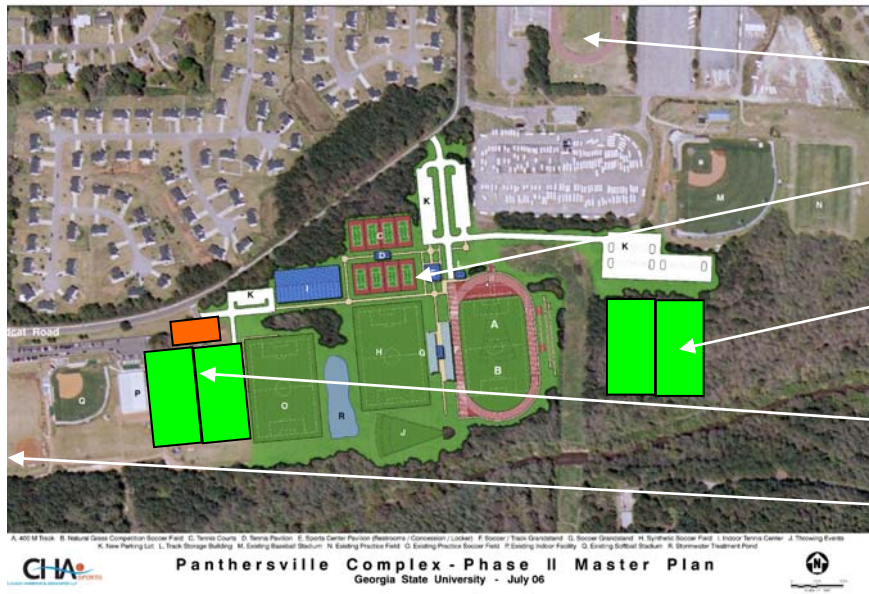 K
M
N
C
D
K
I
K
L
A
H
G
F
B
dcat Road
O
P
Q
R
J
A. 400 M Track B. Natural Grass Competition Soccer Field C. Tennis Courts D. Tennis Pavilion E. Sports Center Pavilion (Restrooms / Concession / Locker) F. Soccer / Track Grandstand G. Soccer Grandstand H. Synthetic Soccer Field I. Indoor Tennis Center J. Throwing Events
K. New Parking Lot L. Track Storage Building M. Existing Baseball Stadium N. Existing Practice Field O. Existing Practice Soccer Field P. Existing Indoor Facility Q. Existing Softball Stadium R. Stormwater Treatment Pond
CHA SPORTS
Panthersville Complex - Phase II Master Plan
Georgia State University - July 06
N